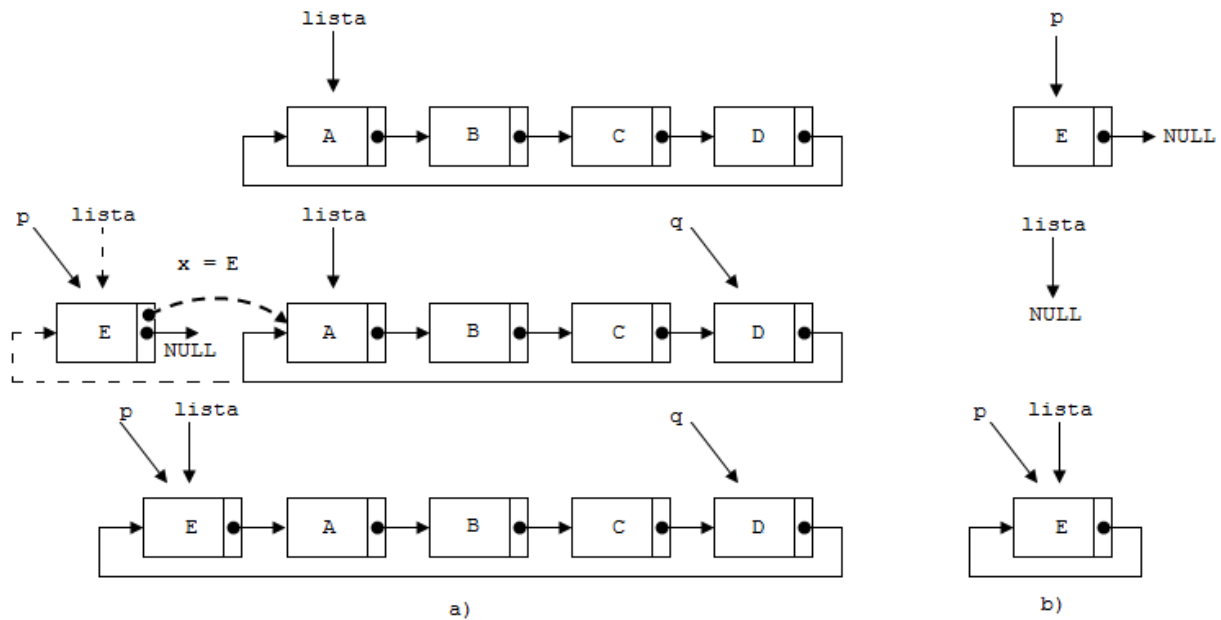 lista
p
A B C D
E
NULL
p lista lista q
lista
x = E
E A B C D
NULL
NULL
p lista q
p lista
E A B C D
E
a)
b)